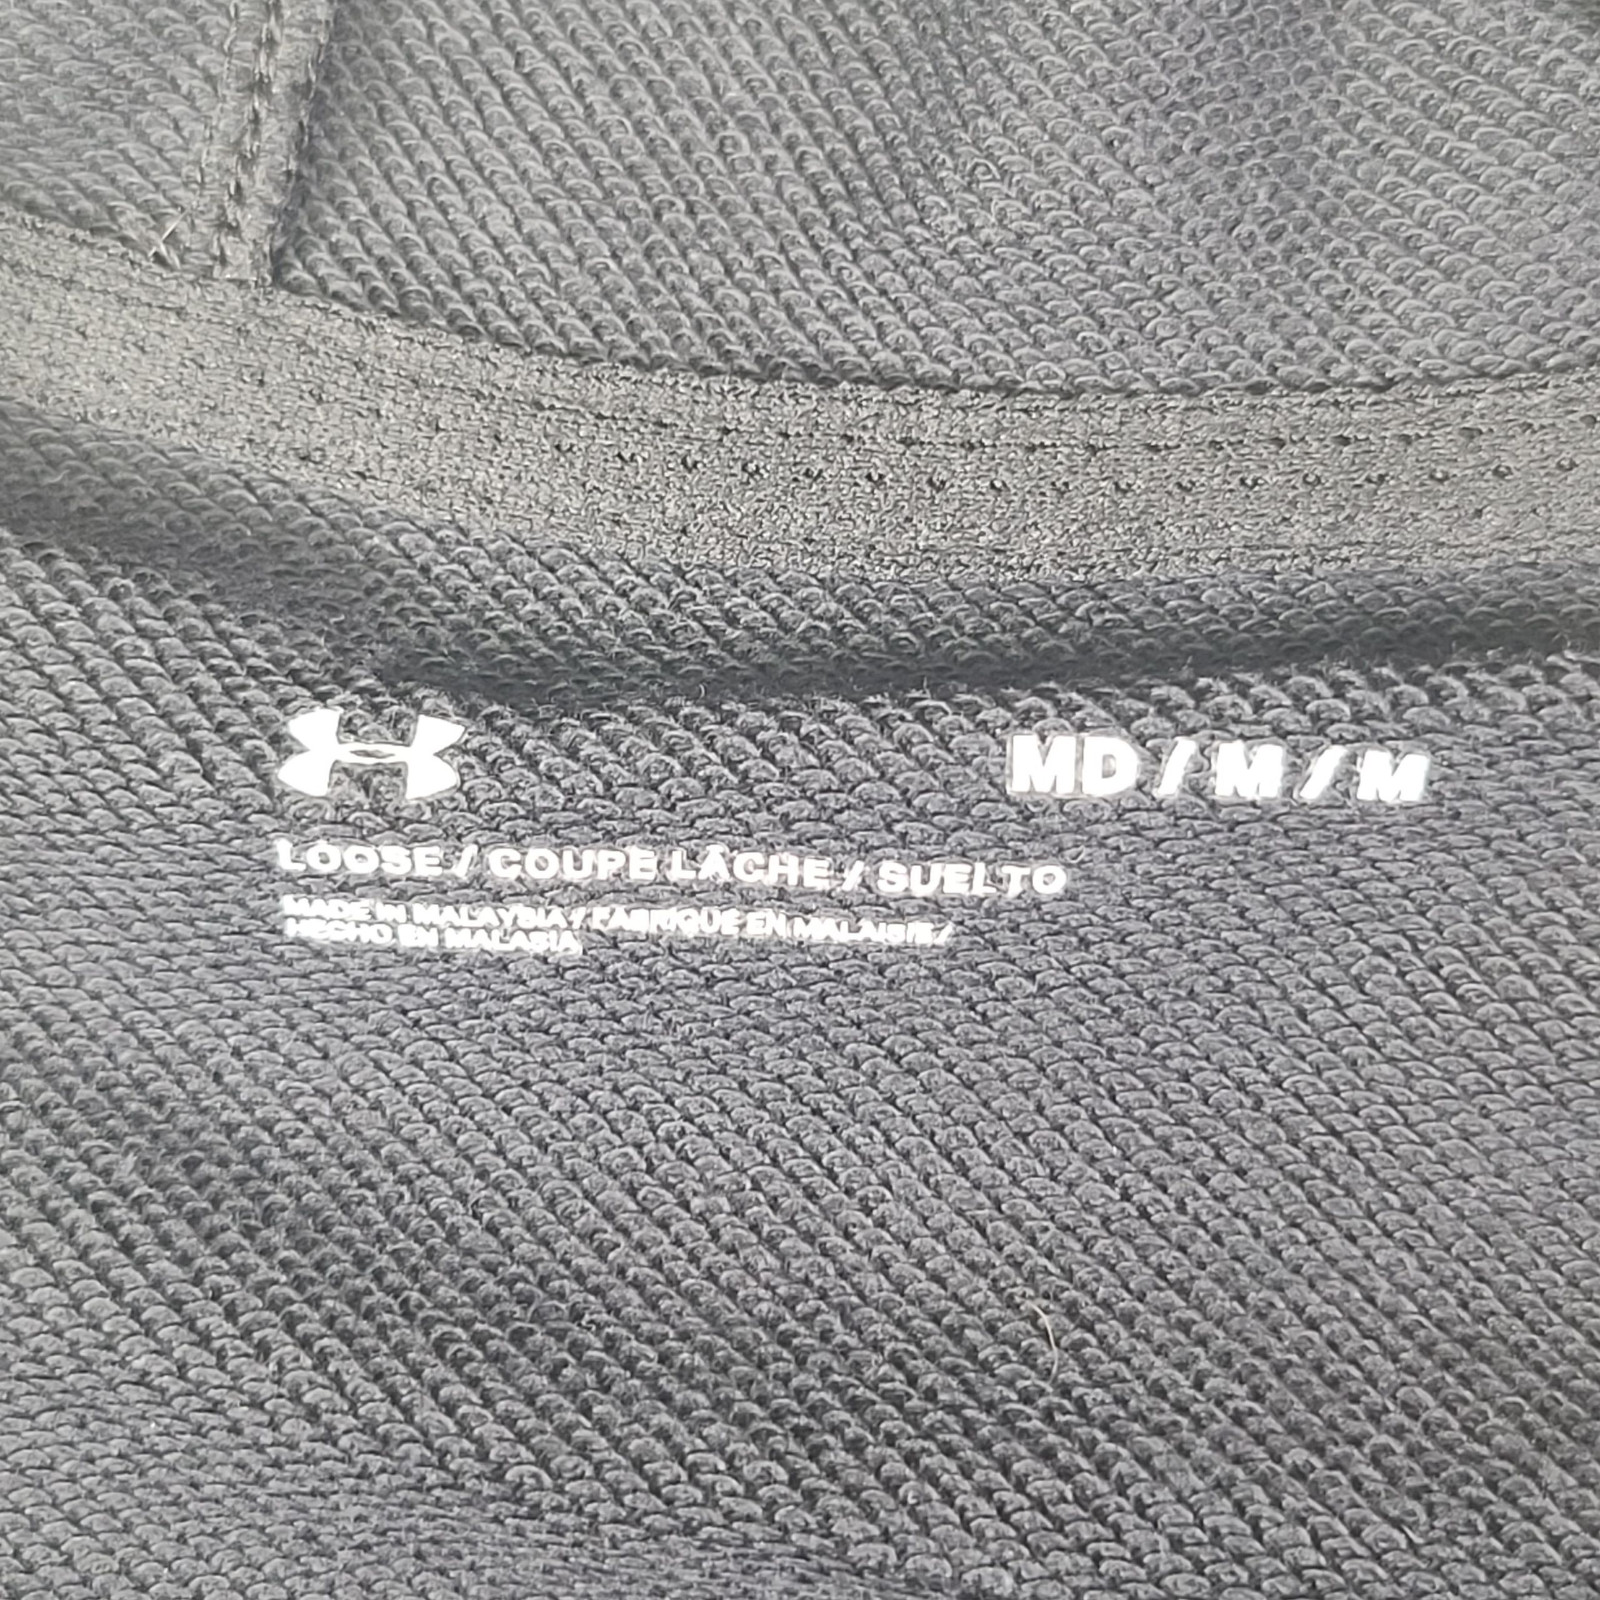 MD / M / M
LOOSE / COUPE LÂCHE / SUELTO
MADE IN MALAYSIA / FABRIQUÉ EN MALAISIE /
HECHO EN MALASIA